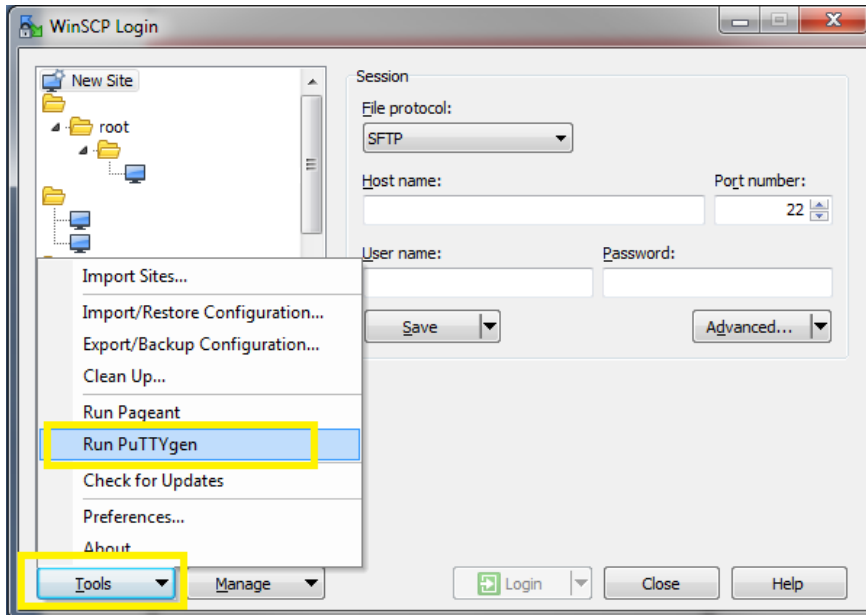 WinSCP Login
New Site
root
Session
File protocol:
SFTP
Host name:
Port number:
22
User name:
Password:
Save
Advanced...
Import Sites...
Import/Restore Configuration...
Export/Backup Configuration...
Clean Up...
Run Pageant
Run PuTTYgen
Check for Updates
Preferences...
About
Tools
Manage
Login
Close
Help